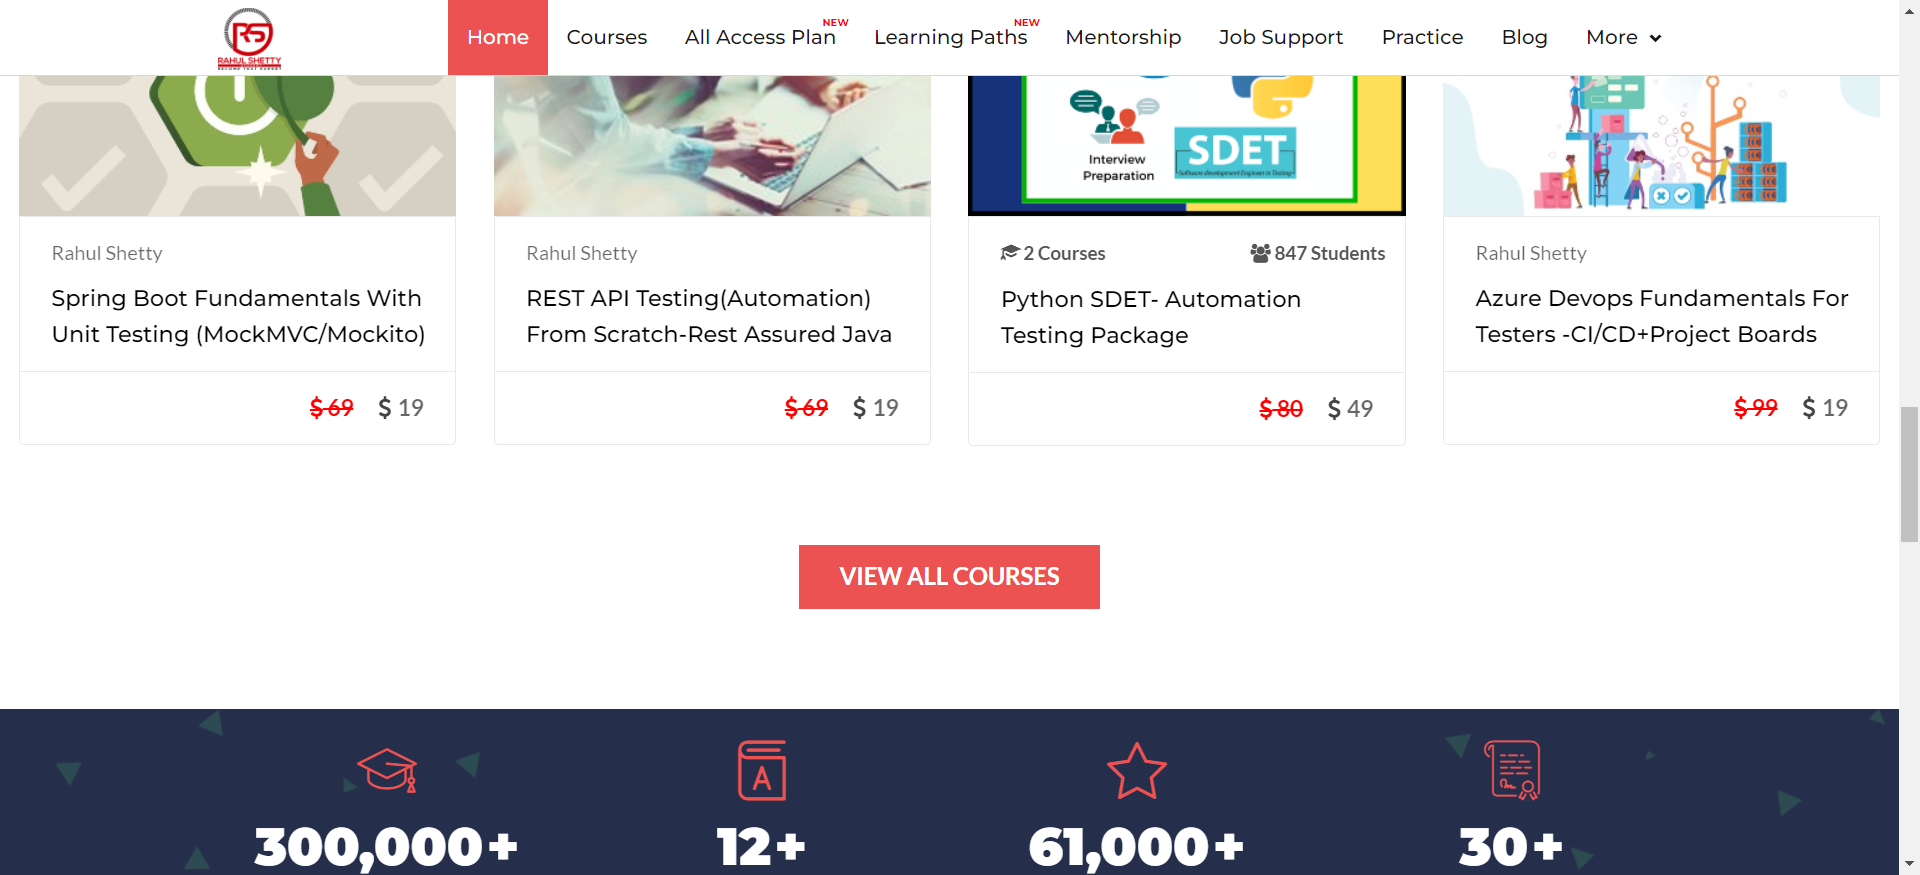 RS
RAHUL SHETTY
Home
Courses
All Access Plan NEW
Learning Paths NEW
Mentorship
Job Support
Practice
Blog
More
Interview
Preparation
SDET
Software development Engineer in Testing
Rahul Shetty
Spring Boot Fundamentals With
Unit Testing (MockMVC/Mockito)
$ 69 $ 19
Rahul Shetty
REST API Testing(Automation)
From Scratch-Rest Assured Java
$ 69 $ 19
2 Courses 847 Students
Python SDET- Automation
Testing Package
$ 80 $ 49
Rahul Shetty
Azure Devops Fundamentals For
Testers -CI/CD+Project Boards
$ 99 $ 19
VIEW ALL COURSES
A
300,000+
12+
61,000+
30+